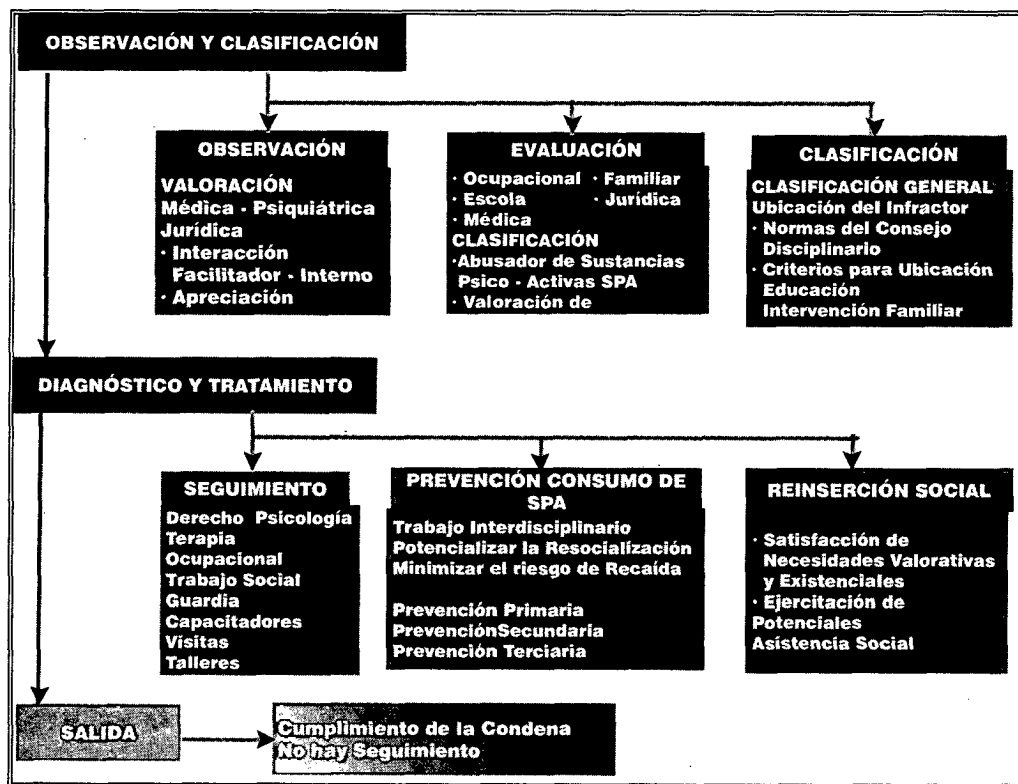 OBSERVACIÓN Y CLASIFICACIÓN
OBSERVACIÓN
VALORACIÓN
Médica - Psiquiátrica
Jurídica
· Interacción
Facilitador - Interno
· Apreciación
EVALUACIÓN
· Ocupacional · Familiar
· Escola · Jurídica
· Médica
CLASIFICACIÓN
·Abusador de Sustancias
Psico - Activas SPA
· Valoración de
CLASIFICACIÓN
CLASIFICACIÓN GENERAL
Ubicación del Infractor
· Normas del Consejo
Disciplinario
· Criterios para Ubicación
Educación
Intervención Familiar
DIAGNÓSTICO Y TRATAMIENTO
SEGUIMIENTO
Derecho Psicología
Terapia
Ocupacional
Trabajo Social
Guardia
Capacitadores
Visitas
Talleres
PREVENCIÓN CONSUMO DE
SPA
Trabajo Interdisciplinario
Potencializar la Resocialización
Minimizar el riesgo de Recaída
Prevención Primaria
PrevenciónSecundaria
Prevención Terciaria
REINSERCIÓN SOCIAL
· Satisfacción de
Necesidades Valorativas
y Existenciales
· Ejercitación de
Potenciales
Asistencia Social
SALIDA
Cumplimiento de la Condena
No hay Seguimiento